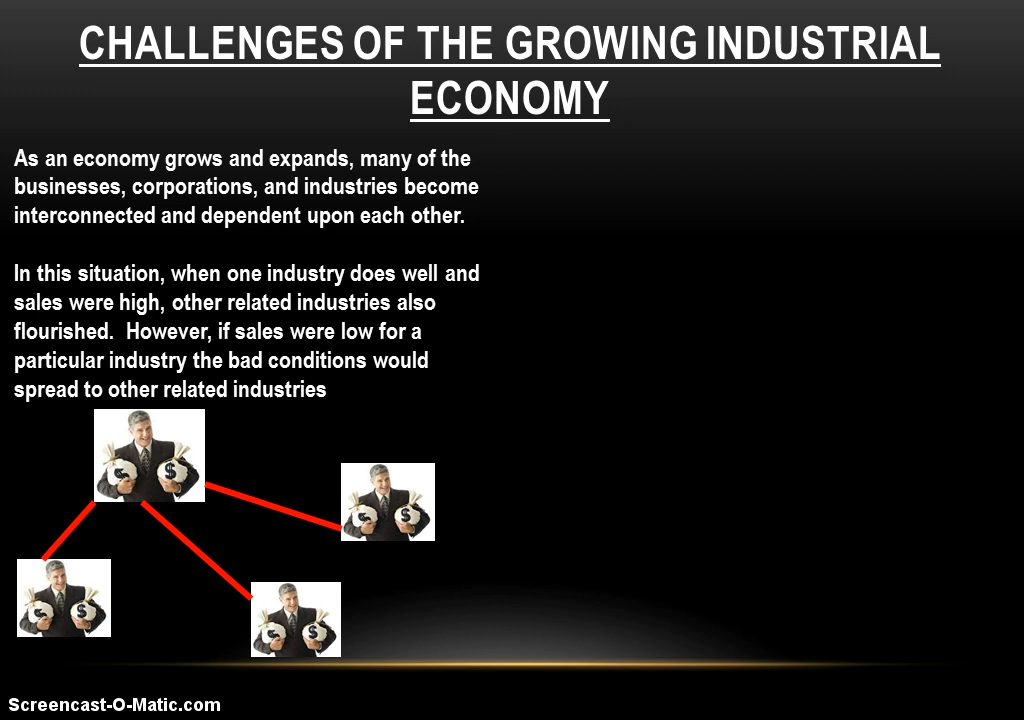 CHALLENGES OF THE GROWING INDUSTRIAL
ECONOMY
As an economy grows and expands, many of the
businesses, corporations, and industries become
interconnected and dependent upon each other.
In this situation, when one industry does well and
sales were high, other related industries also
flourished.  However, if sales were low for a
particular industry the bad conditions would
spread to other related industries
$
$
$
$
Screencast-O-Matic.com